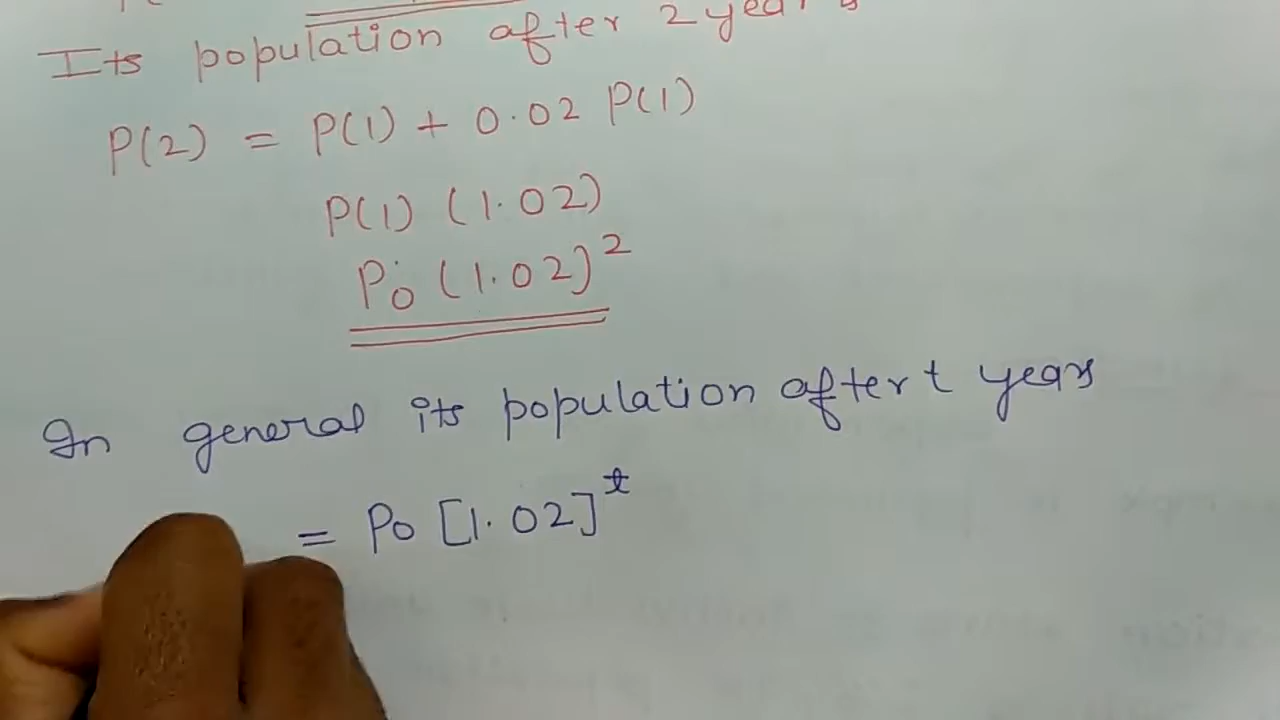 Its population after 2 years
P(2) = P(1) + 0.02 P(1)
P(1) (1.02)
P₀ (1.02)²
In general its population after t years
= P₀ [1.02]ᵗ